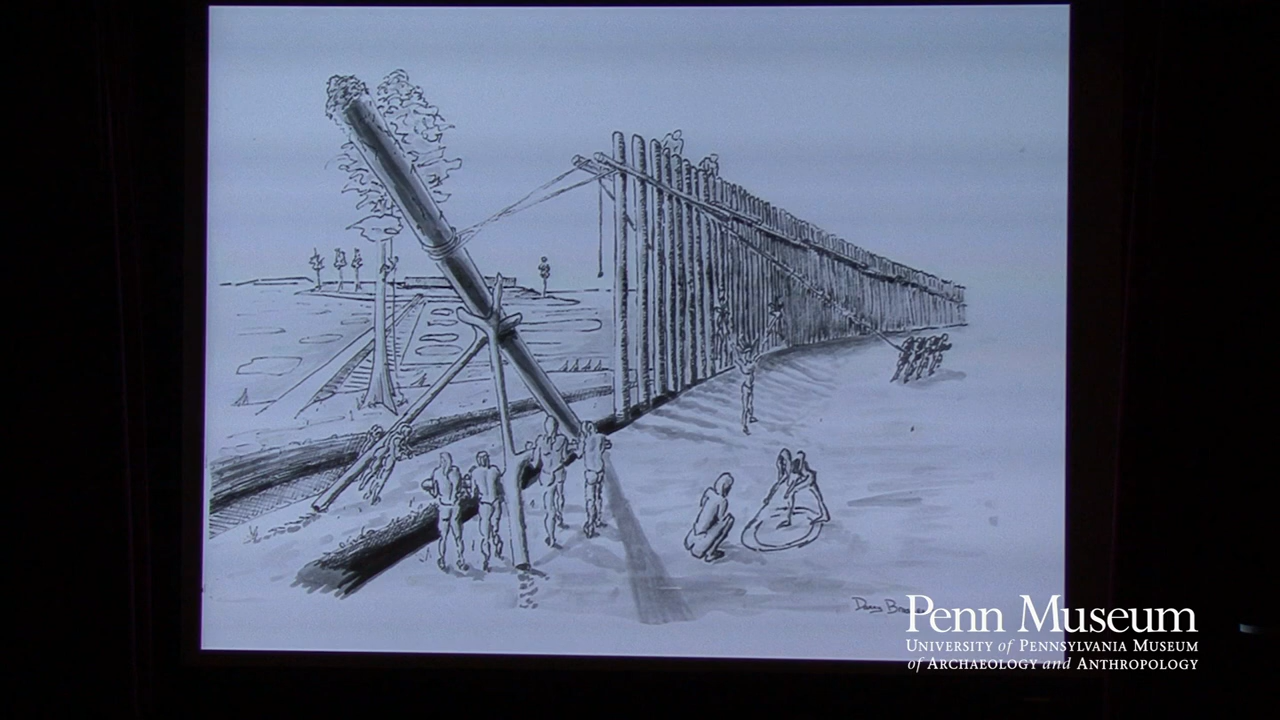 Penn Museum
UNIVERSITY of PENNSYLVANIA MUSEUM
of ARCHAEOLOGY and ANTHROPOLOGY